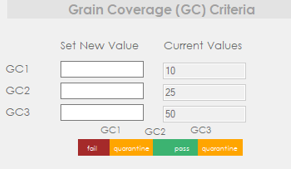 Grain Coverage (GC) Criteria
Set New Value Current Values
GC1 10
GC2 25
GC3 50
GC1 GC2 GC3
fail quarantine pass quarantine